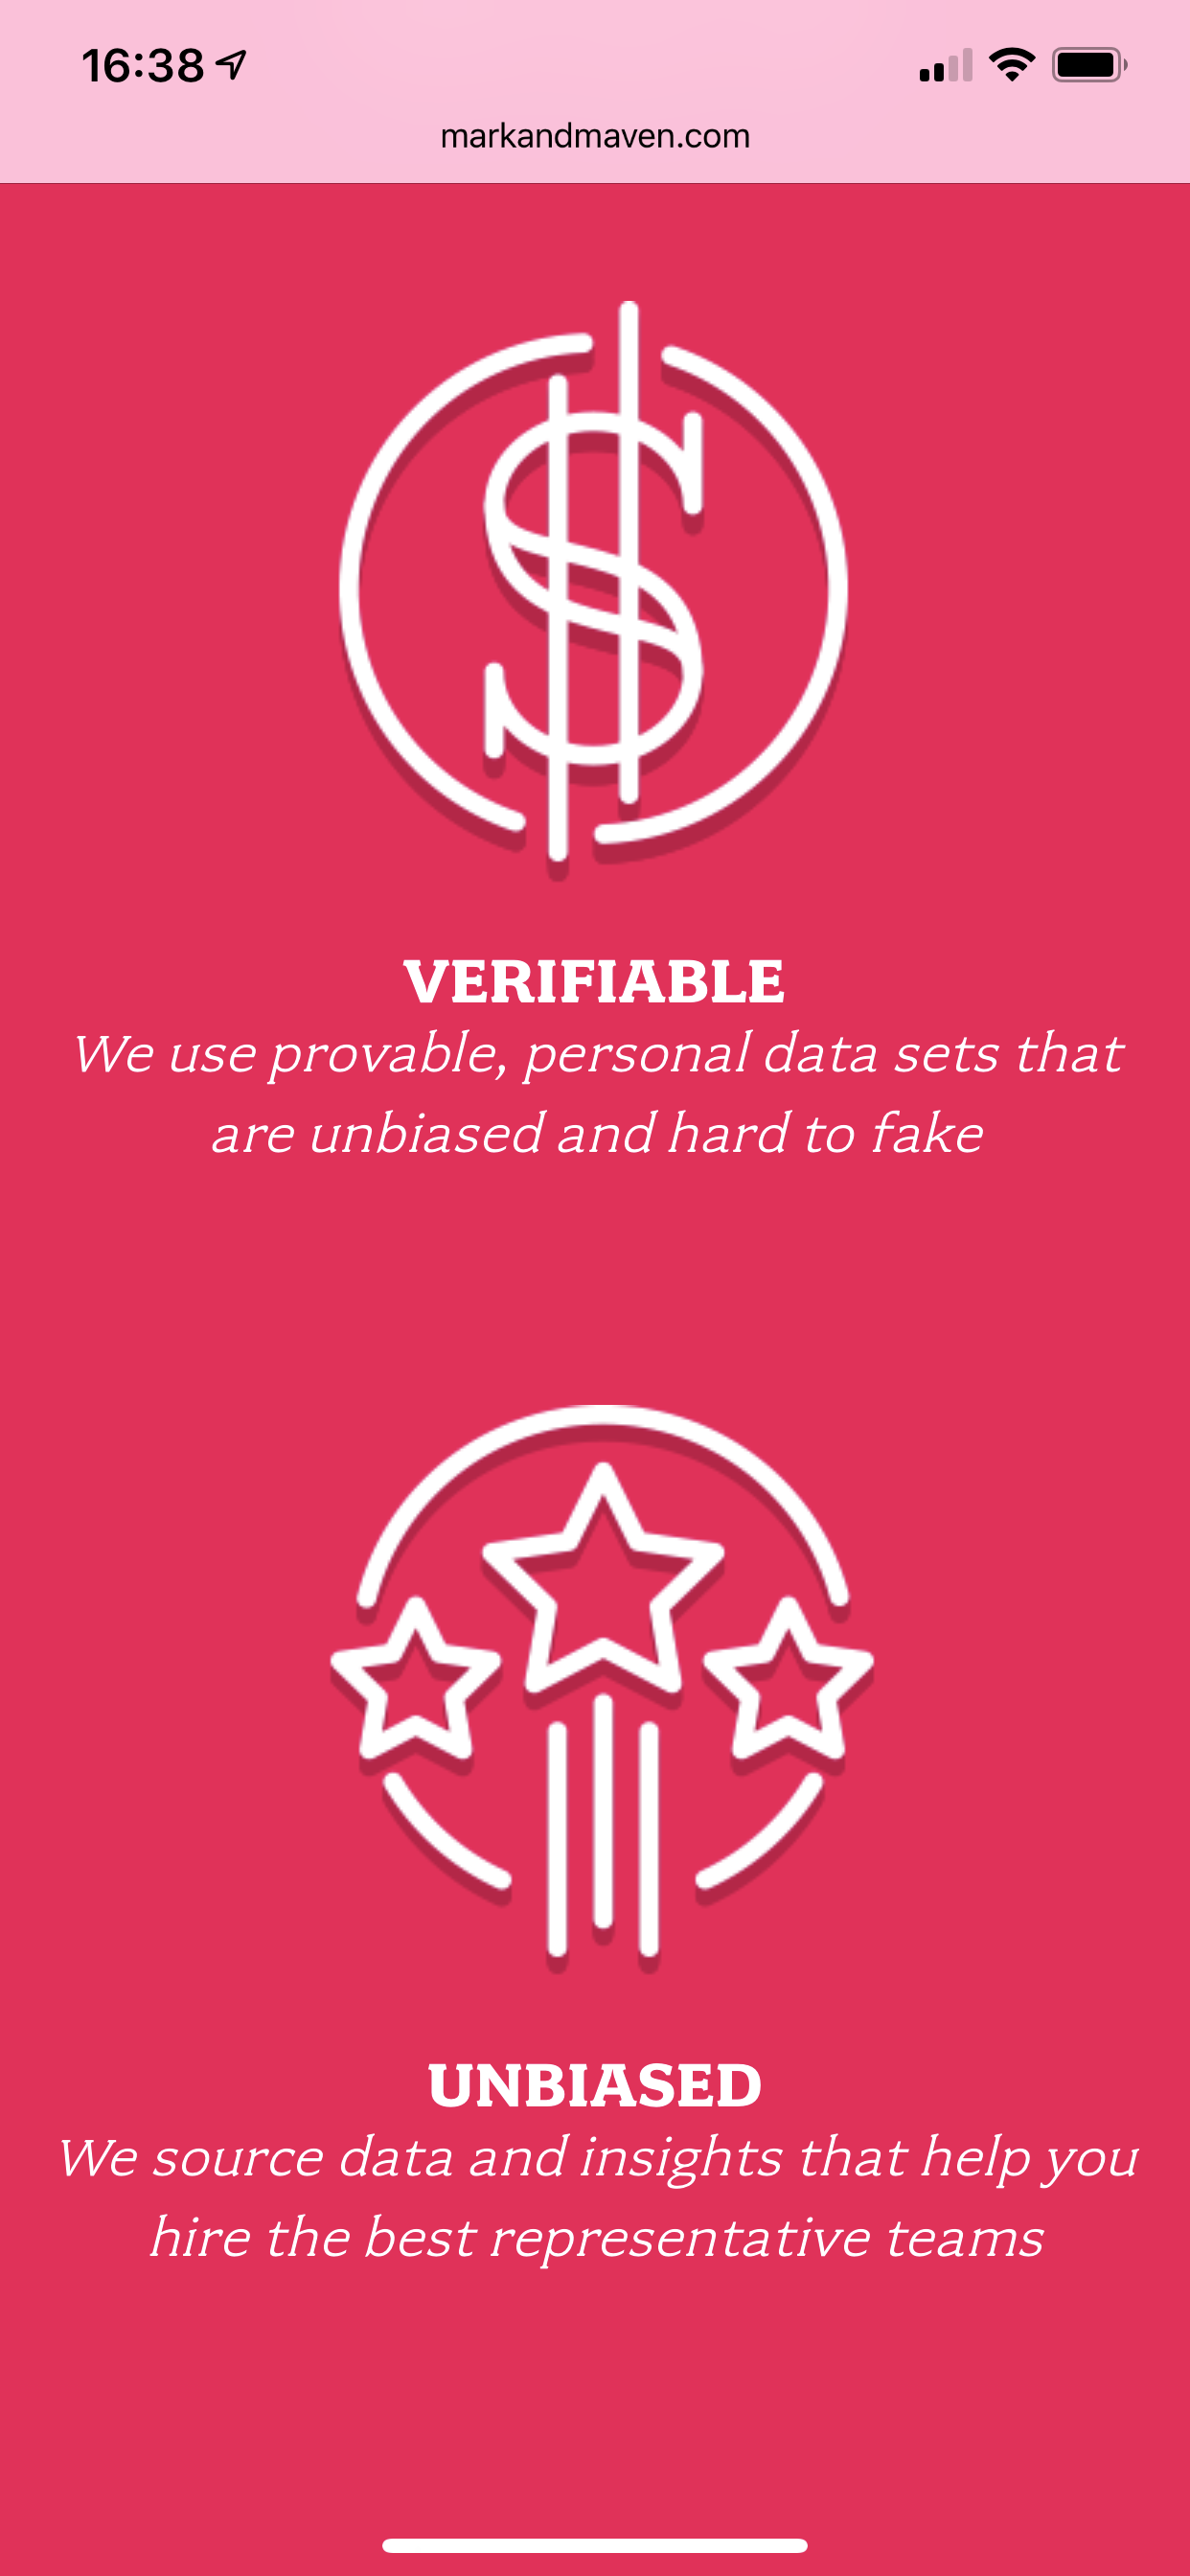 16:38
markandmaven.com
VERIFIABLE
We use provable, personal data sets that
are unbiased and hard to fake
UNBIASED
We source data and insights that help you
hire the best representative teams